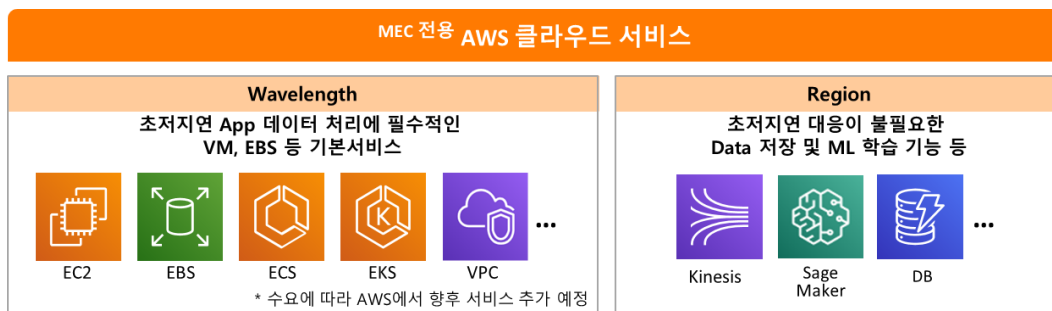 MEC 전용 AWS 클라우드 서비스
Wavelength
초저지연 App 데이터 처리에 필수적인
VM, EBS 등 기본서비스
K
EC2
EBS
ECS
EKS
VPC
...
* 수요에 따라 AWS에서 향후 서비스 추가 예정
Region
초저지연 대응이 불필요한
Data 저장 및 ML 학습 기능 등
Kinesis
Sage
Maker
DB
...